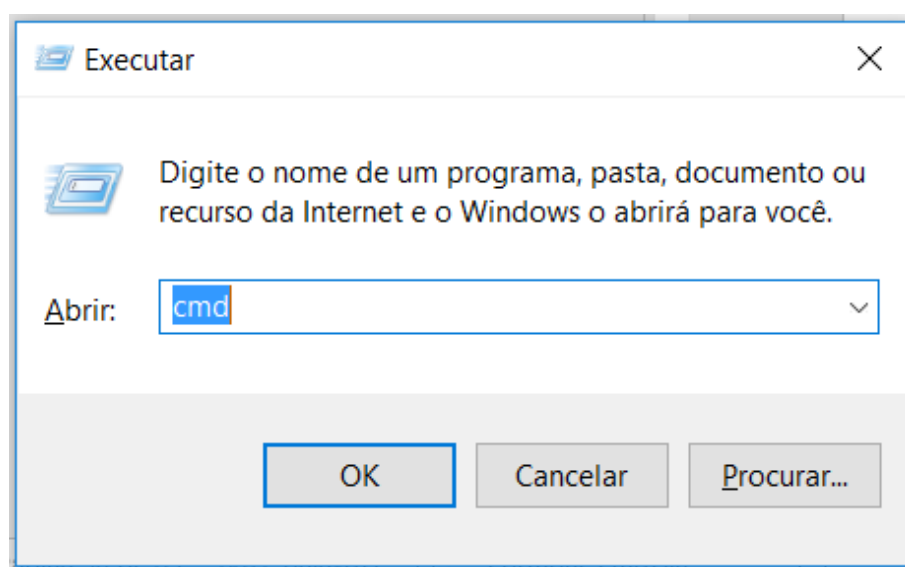 Executar
Digite o nome de um programa, pasta, documento ou
recurso da Internet e o Windows o abrirá para você.
Abrir: cmd
OK Cancelar Procurar...